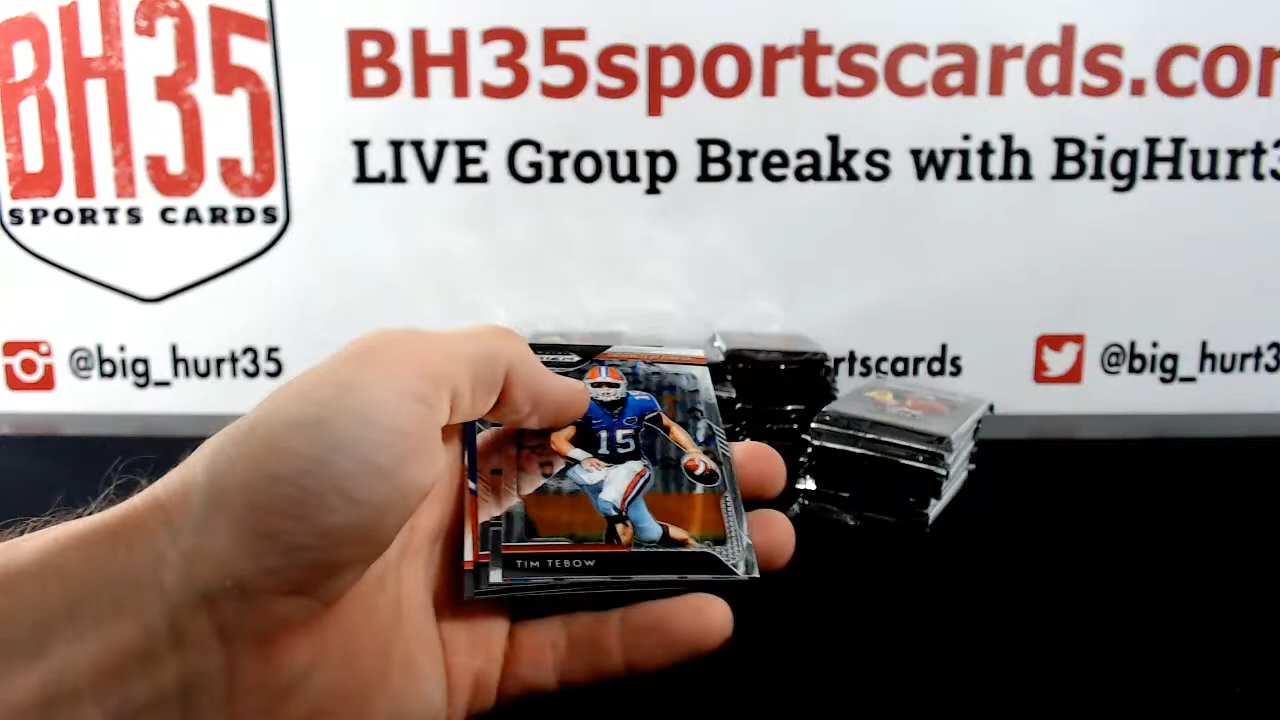 BH35
SPORTS CARDS
BH35sportscards.co
LIVE Group Breaks with BigHurt3
@big_hurt35
rtscards
@big_hurt3
15
TIM TEBOW